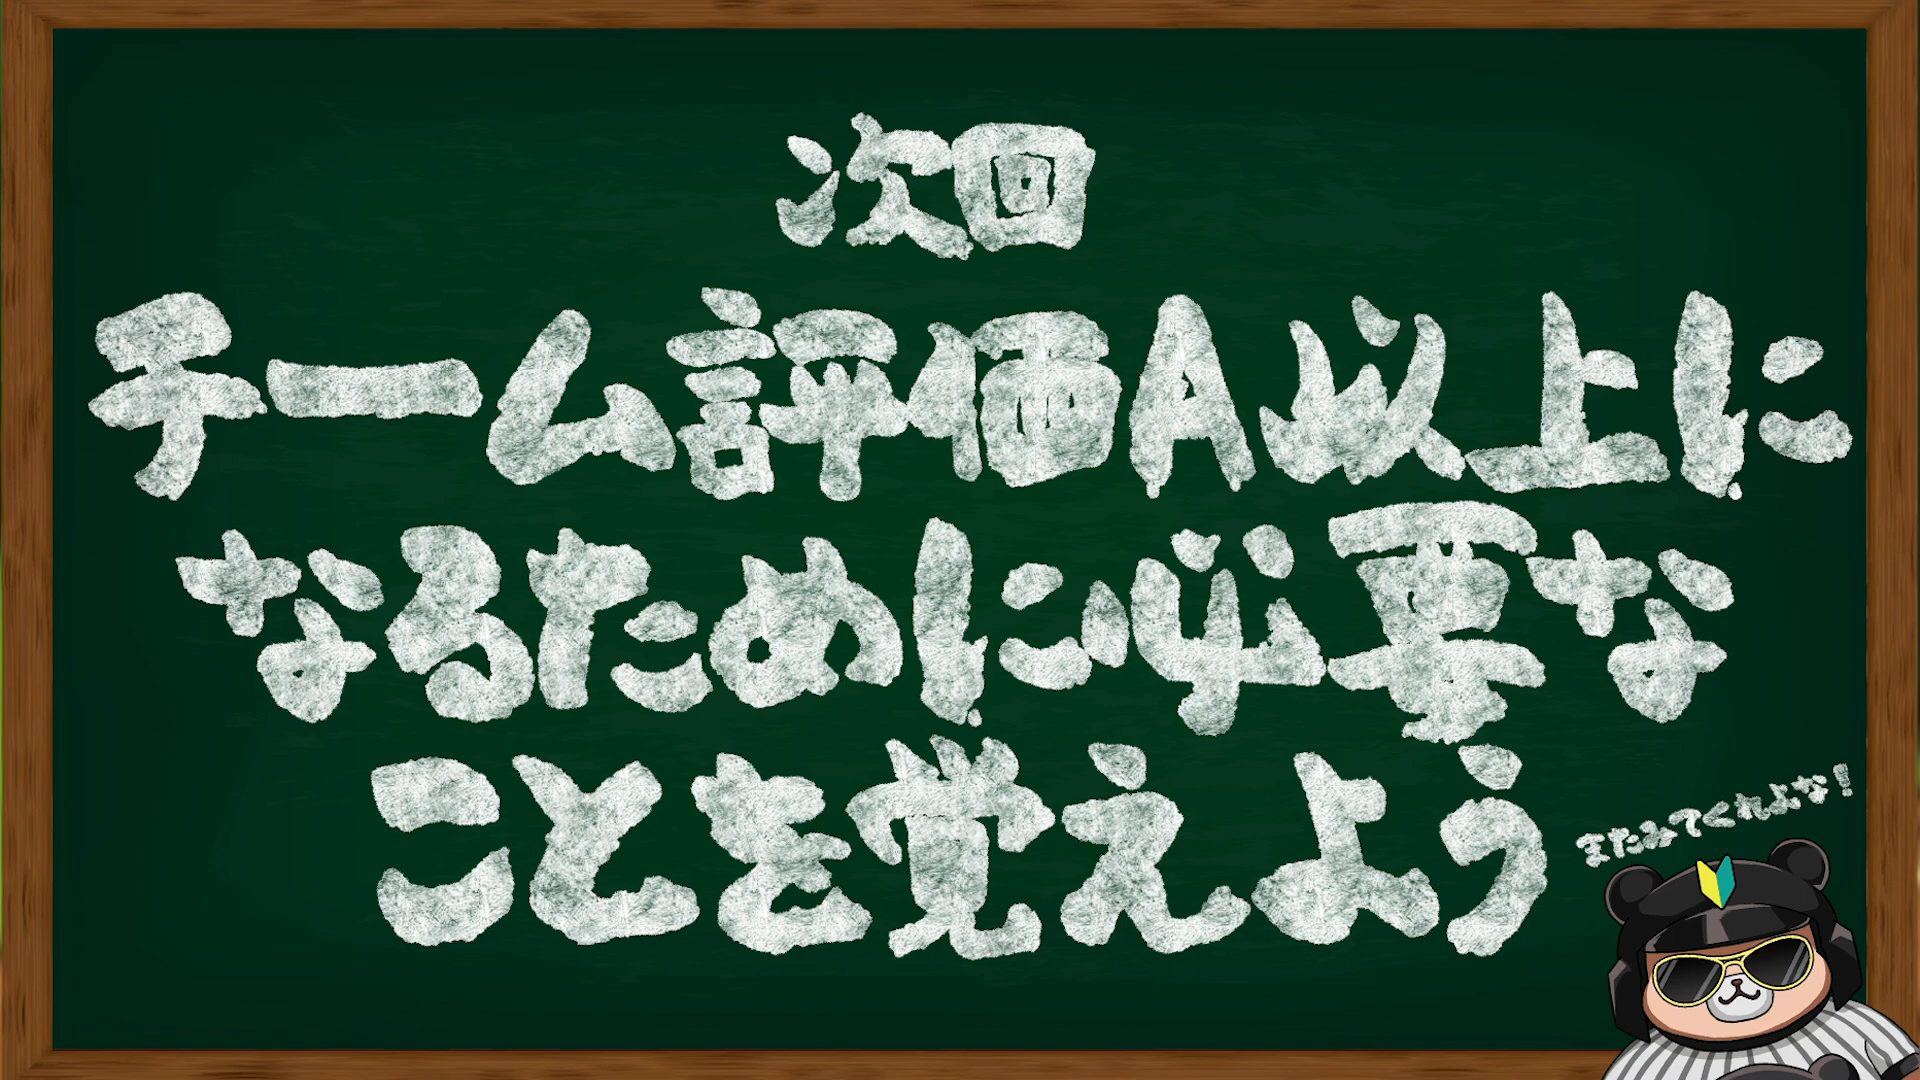 次回
チーム評価A以上に
なるために必要な
ことを覚えよう
またみてくれよな!